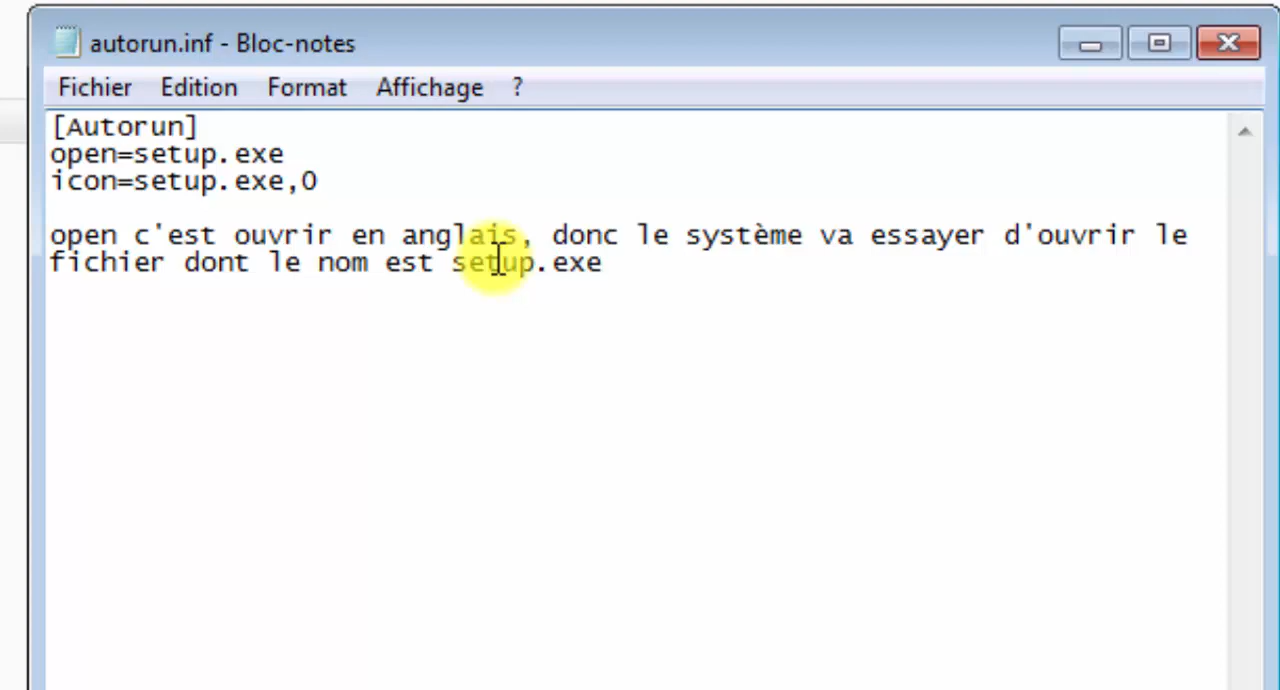 autorun.inf - Bloc-notes
Fichier Edition Format Affichage ?
[Autorun]
open=setup.exe
icon=setup.exe,0
open c'est ouvrir en anglais, donc le système va essayer d'ouvrir le
fichier dont le nom est setup.exe